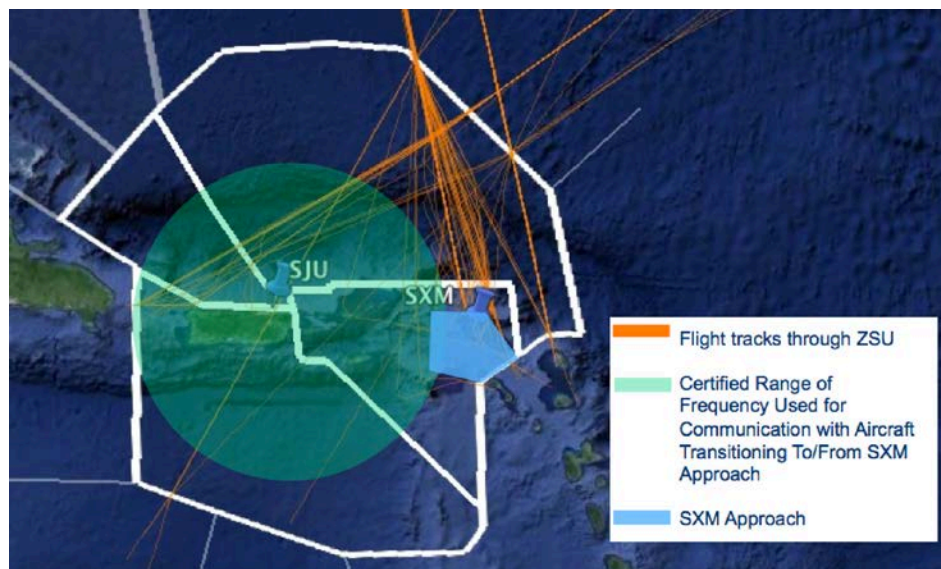 SJU
SXM
Flight tracks through ZSU
Certified Range of
Frequency Used for
Communication with Aircraft
Transitioning To/From SXM
Approach
SXM Approach